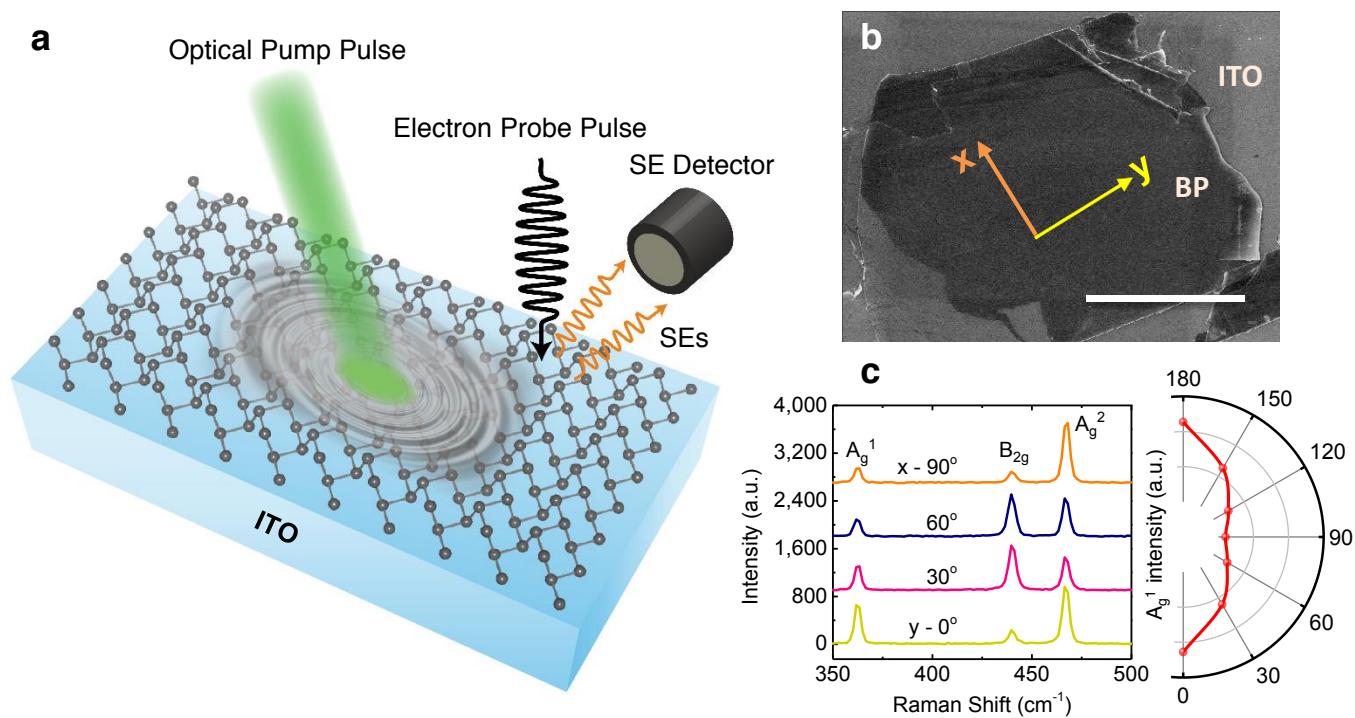 a
Optical Pump Pulse
Electron Probe Pulse
SE Detector
SEs
ITO
b
ITO
x
y
BP
c
4,000
3,200
2,400
1,600
800
0
Intensity (a.u.)
A_g^1
B_2g
A_g^2
x - 90°
60°
30°
y - 0°
350
400
450
500
Raman Shift (cm⁻¹)
A_g^1 intensity (a.u.)
180
150
120
90
60
30
0